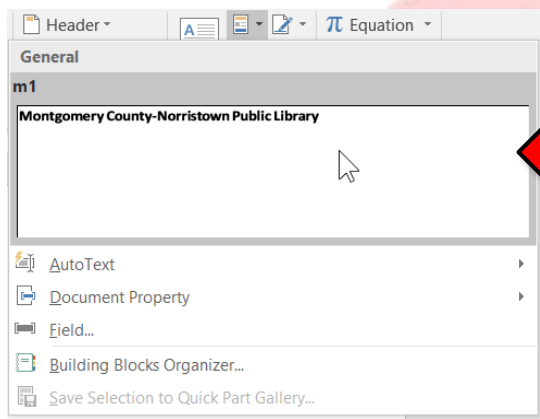 Header
A
π Equation
General
m1
Montgomery County-Norristown Public Library
AutoText
Document Property
Field...
Building Blocks Organizer...
Save Selection to Quick Part Gallery...